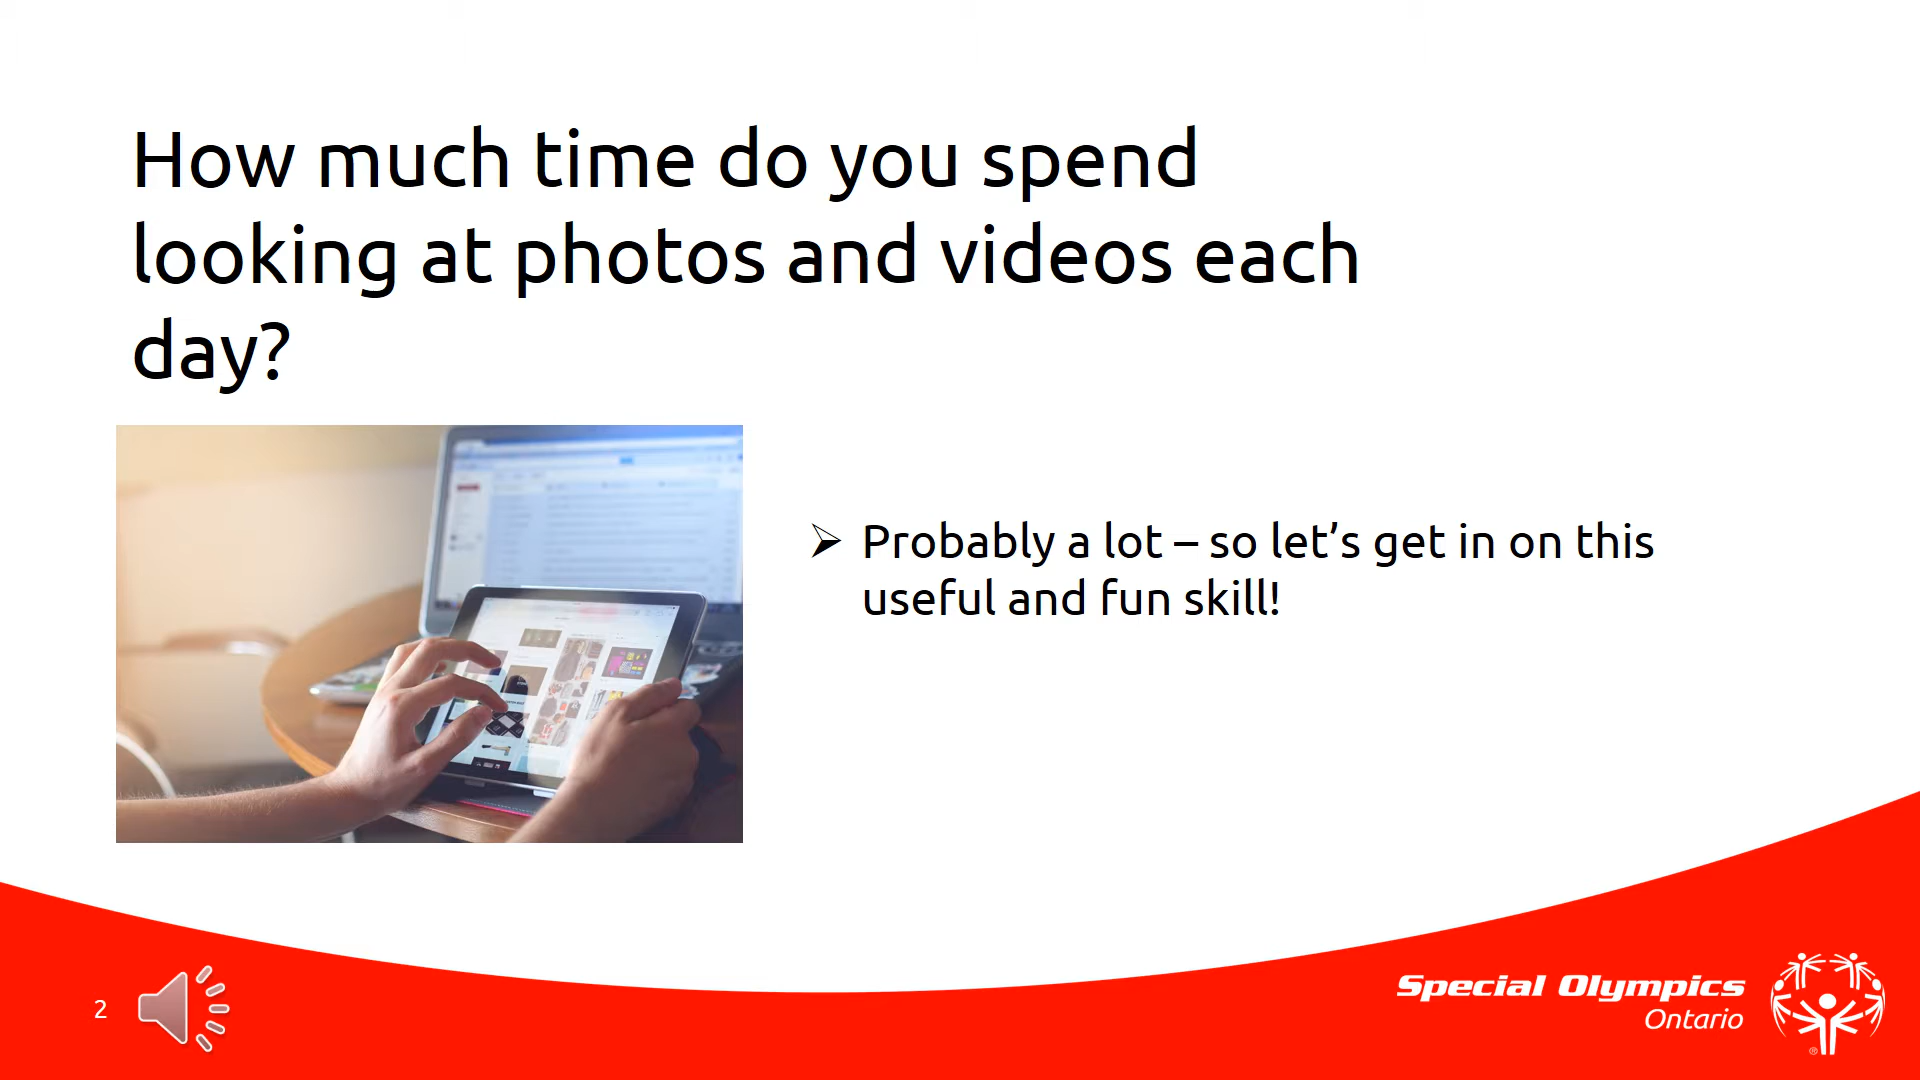 How much time do you spend
looking at photos and videos each
day?
➢ Probably a lot – so let’s get in on this
useful and fun skill!
2
Special Olympics
Ontario
®